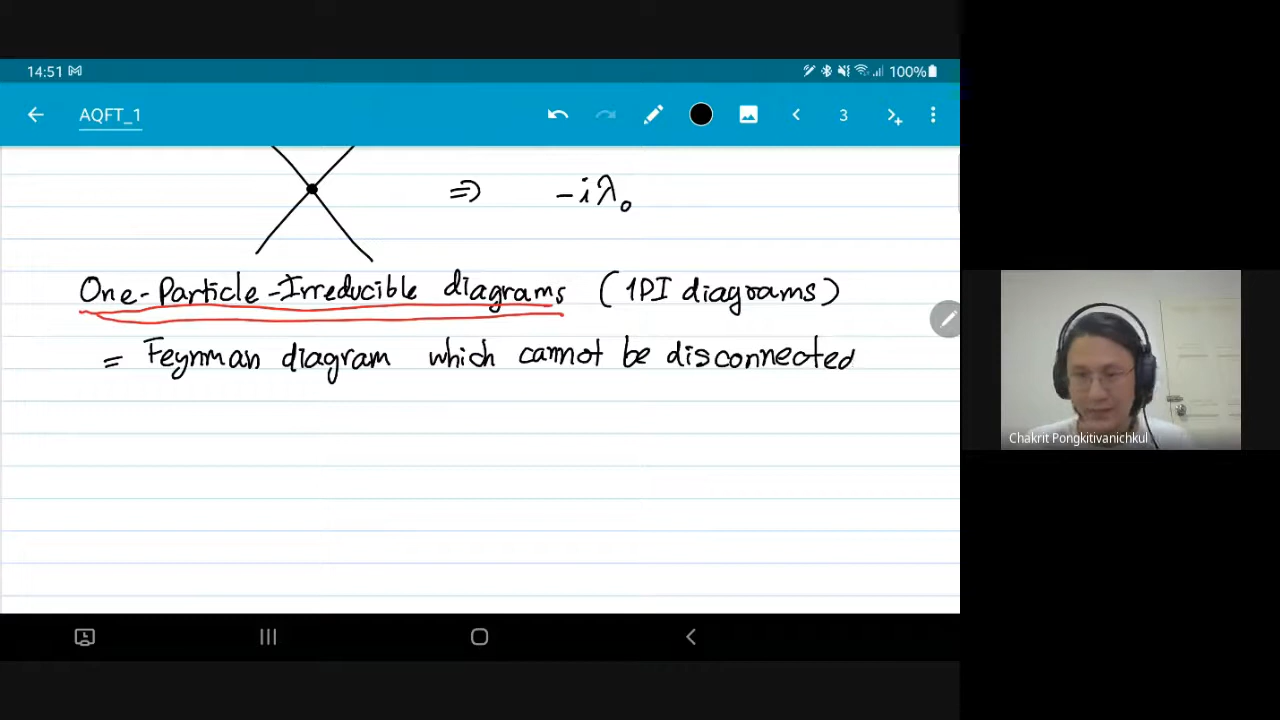 14:51
100%
AQFT_1
3
⇒ -iλ₀
One-Particle-Irreducible diagrams (1PI diagrams)
= Feynman diagram which cannot be disconnected
Chakrit Pongkitivanichkul